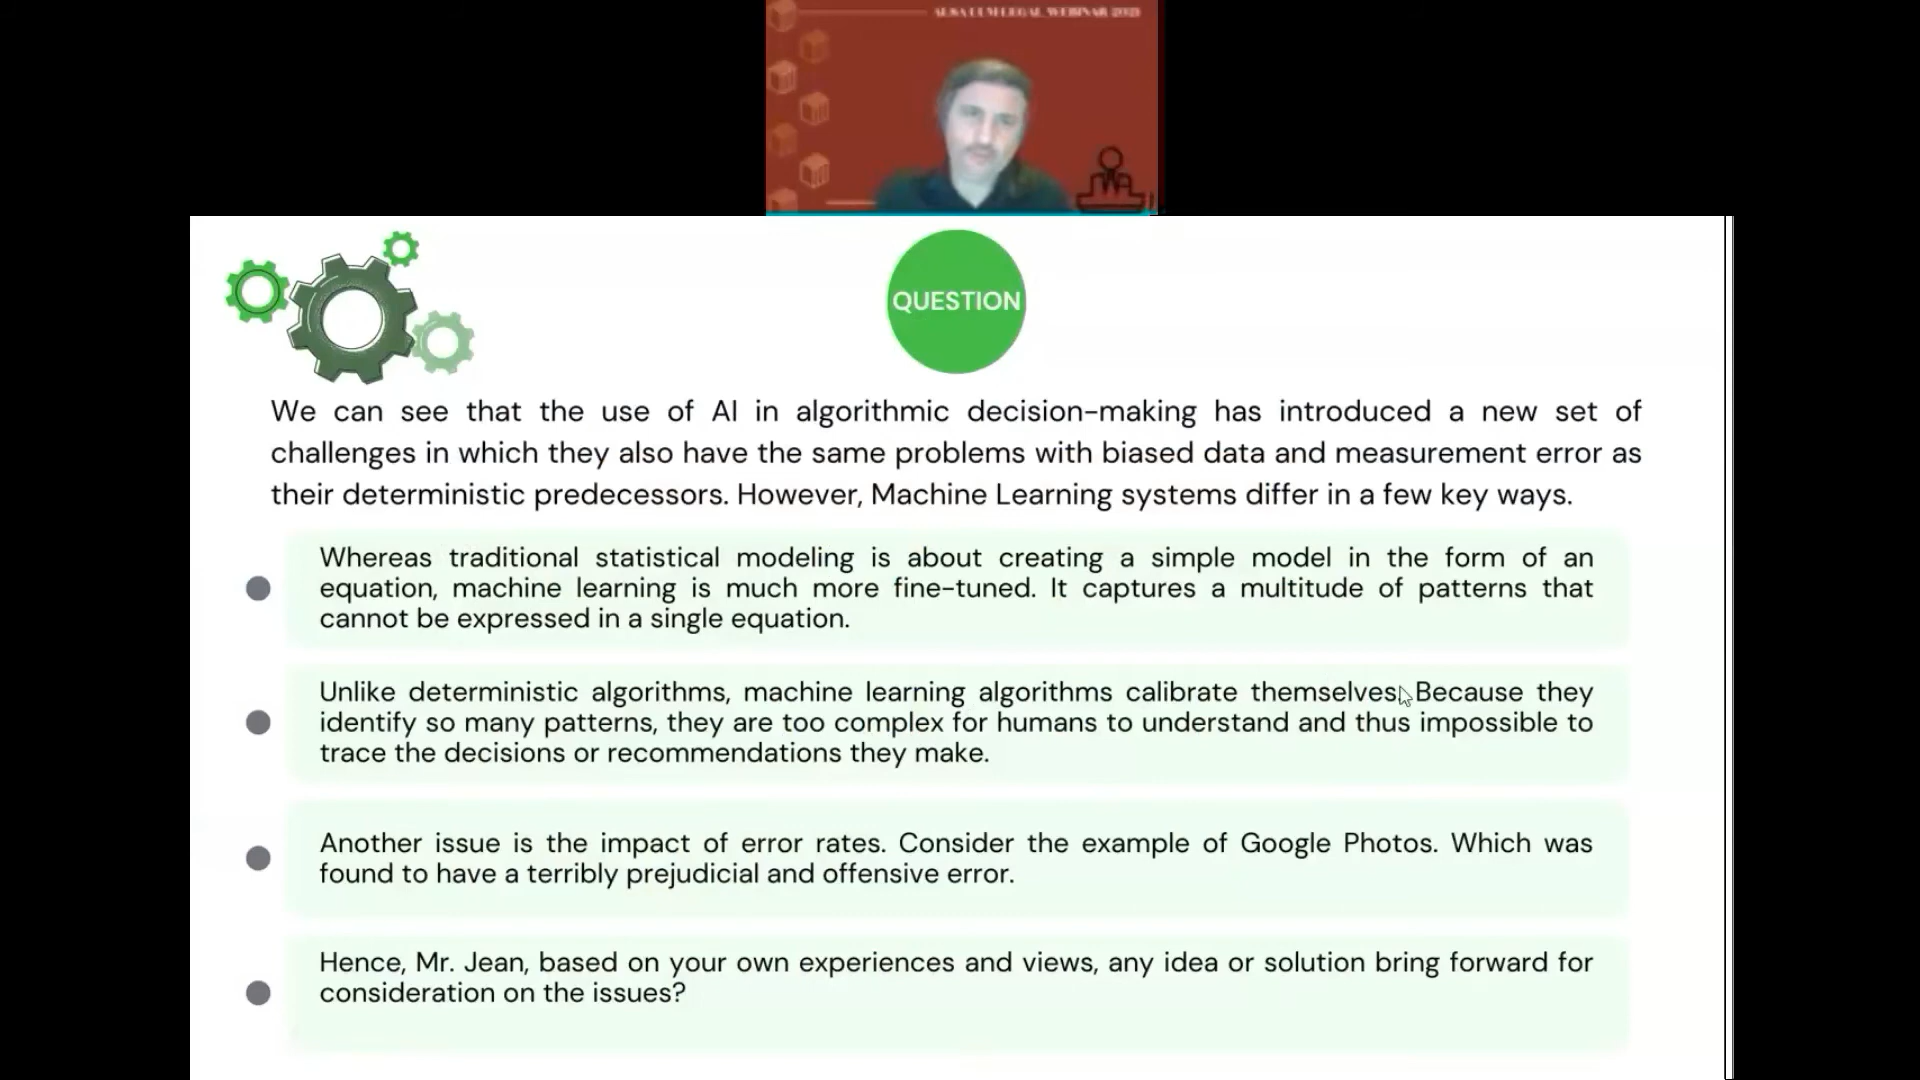 WEBINAR 2021
QUESTION
We can see that the use of AI in algorithmic decision-making has introduced a new set of
challenges in which they also have the same problems with biased data and measurement error as
their deterministic predecessors. However, Machine Learning systems differ in a few key ways.
Whereas traditional statistical modeling is about creating a simple model in the form of an
equation, machine learning is much more fine-tuned. It captures a multitude of patterns that
cannot be expressed in a single equation.
Unlike deterministic algorithms, machine learning algorithms calibrate themselves. Because they
identify so many patterns, they are too complex for humans to understand and thus impossible to
trace the decisions or recommendations they make.
Another issue is the impact of error rates. Consider the example of Google Photos. Which was
found to have a terribly prejudicial and offensive error.
Hence, Mr. Jean, based on your own experiences and views, any idea or solution bring forward for
consideration on the issues?